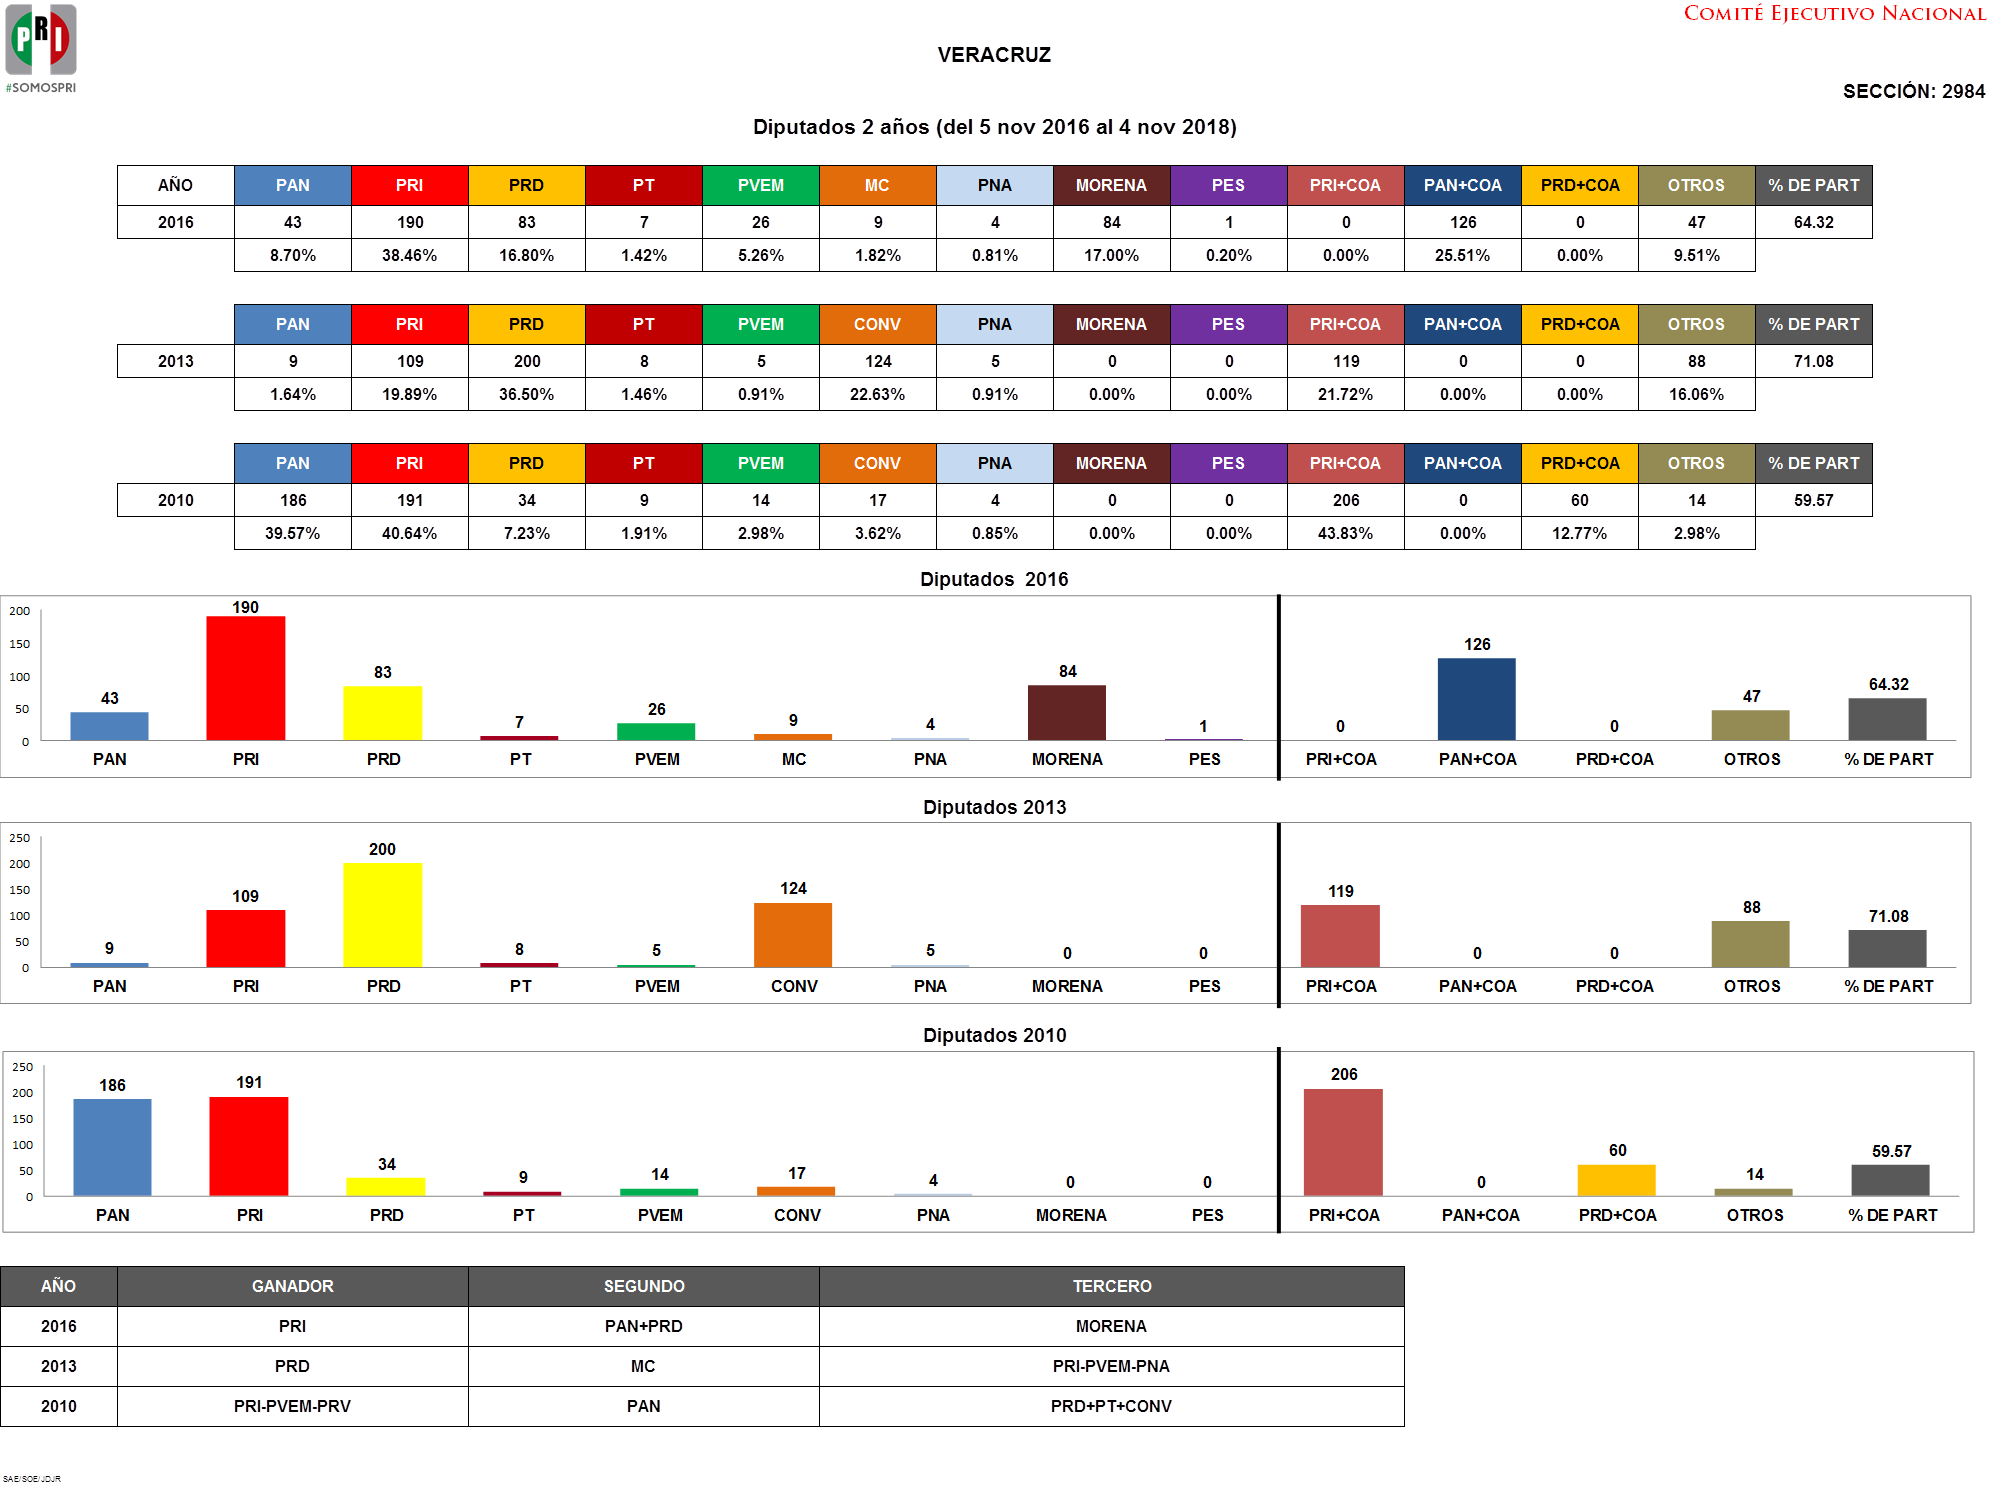 PRI
#SOMOSPRI
COMITÉ EJECUTIVO NACIONAL
VERACRUZ
SECCIÓN: 2984
Diputados 2 años (del 5 nov 2016 al 4 nov 2018)
AÑO PAN PRI PRD PT PVEM MC PNA MORENA PES PRI+COA PAN+COA PRD+COA OTROS % DE PART
2016 43 190 83 7 26 9 4 84 1 0 126 0 47 64.32
8.70% 38.46% 16.80% 1.42% 5.26% 1.82% 0.81% 17.00% 0.20% 0.00% 25.51% 0.00% 9.51%
PAN PRI PRD PT PVEM CONV PNA MORENA PES PRI+COA PAN+COA PRD+COA OTROS % DE PART
2013 9 109 200 8 5 124 5 0 0 119 0 0 88 71.08
1.64% 19.89% 36.50% 1.46% 0.91% 22.63% 0.91% 0.00% 0.00% 21.72% 0.00% 0.00% 16.06%
PAN PRI PRD PT PVEM CONV PNA MORENA PES PRI+COA PAN+COA PRD+COA OTROS % DE PART
2010 186 191 34 9 14 17 4 0 0 206 0 60 14 59.57
39.57% 40.64% 7.23% 1.91% 2.98% 3.62% 0.85% 0.00% 0.00% 43.83% 0.00% 12.77% 2.98%
Diputados 2016
200
150
100
50
0
43 190 83 7 26 9 4 84 1 0 126 0 47 64.32
PAN PRI PRD PT PVEM MC PNA MORENA PES PRI+COA PAN+COA PRD+COA OTROS % DE PART
Diputados 2013
250
200
150
100
50
0
9 109 200 8 5 124 5 0 0 119 0 0 88 71.08
PAN PRI PRD PT PVEM CONV PNA MORENA PES PRI+COA PAN+COA PRD+COA OTROS % DE PART
Diputados 2010
250
200
150
100
50
0
186 191 34 9 14 17 4 0 0 206 0 60 14 59.57
PAN PRI PRD PT PVEM CONV PNA MORENA PES PRI+COA PAN+COA PRD+COA OTROS % DE PART
AÑO GANADOR SEGUNDO TERCERO
2016 PRI PAN+PRD MORENA
2013 PRD MC PRI-PVEM-PNA
2010 PRI-PVEM-PRV PAN PRD+PT+CONV
SAE/SOE/JDJR